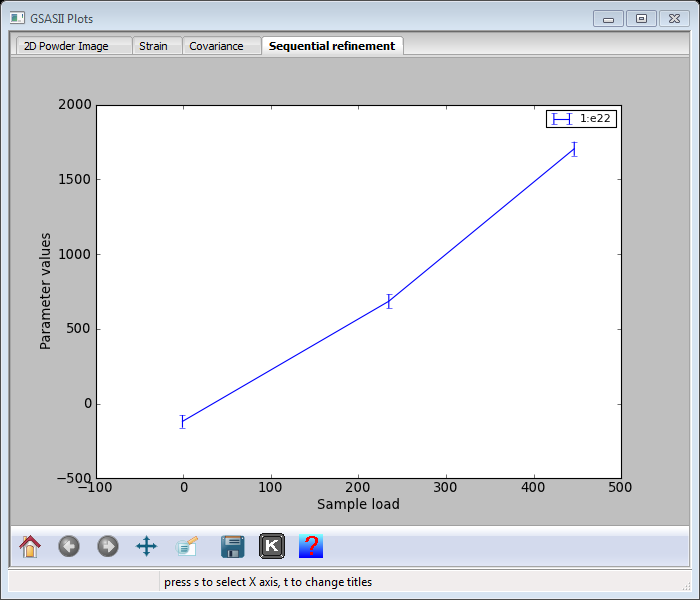 GSASII Plots
2D Powder Image Strain Covariance Sequential refinement
1:e22
2000
1500
1000
500
0
−500
Parameter values
−100 0 100 200 300 400 500
Sample load
K ?
press s to select X axis, t to change titles